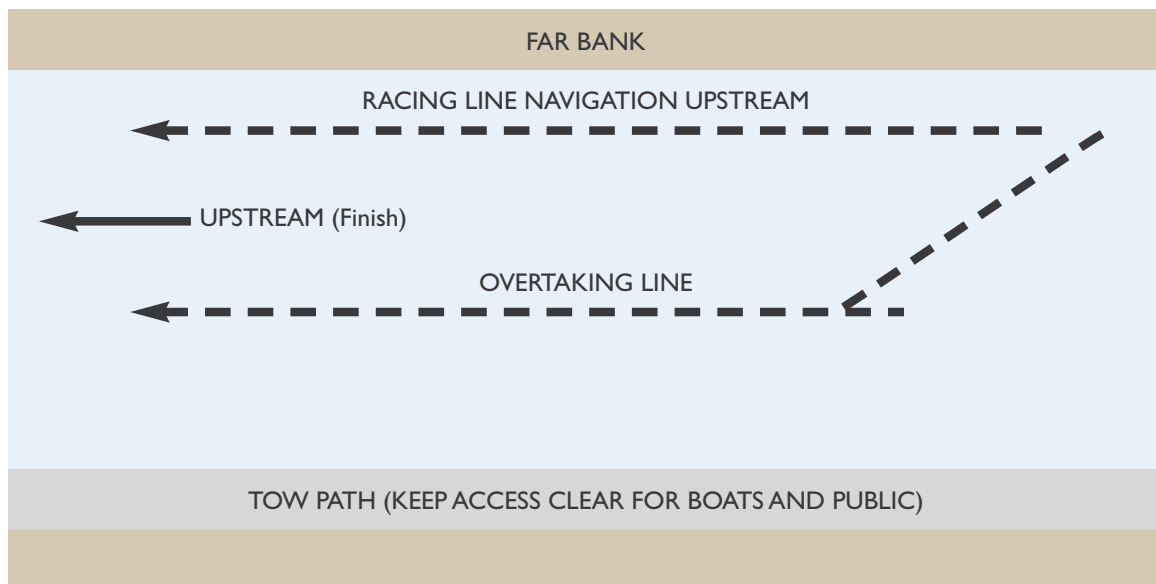 FAR BANK
RACING LINE NAVIGATION UPSTREAM
UPSTREAM (Finish)
OVERTAKING LINE
TOW PATH (KEEP ACCESS CLEAR FOR BOATS AND PUBLIC)